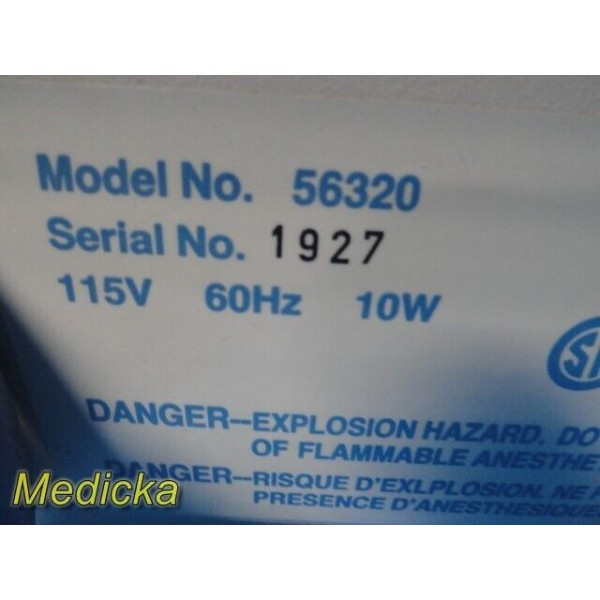 Model No. 56320
Serial No. 1927
115V 60Hz 10W
DANGER--EXPLOSION HAZARD. DO
OF FLAMMABLE ANESTHE
DANGER--RISQUE D'EXLPLOSION. NE
PRESENCE D'ANESTHESIQUES
Medicka